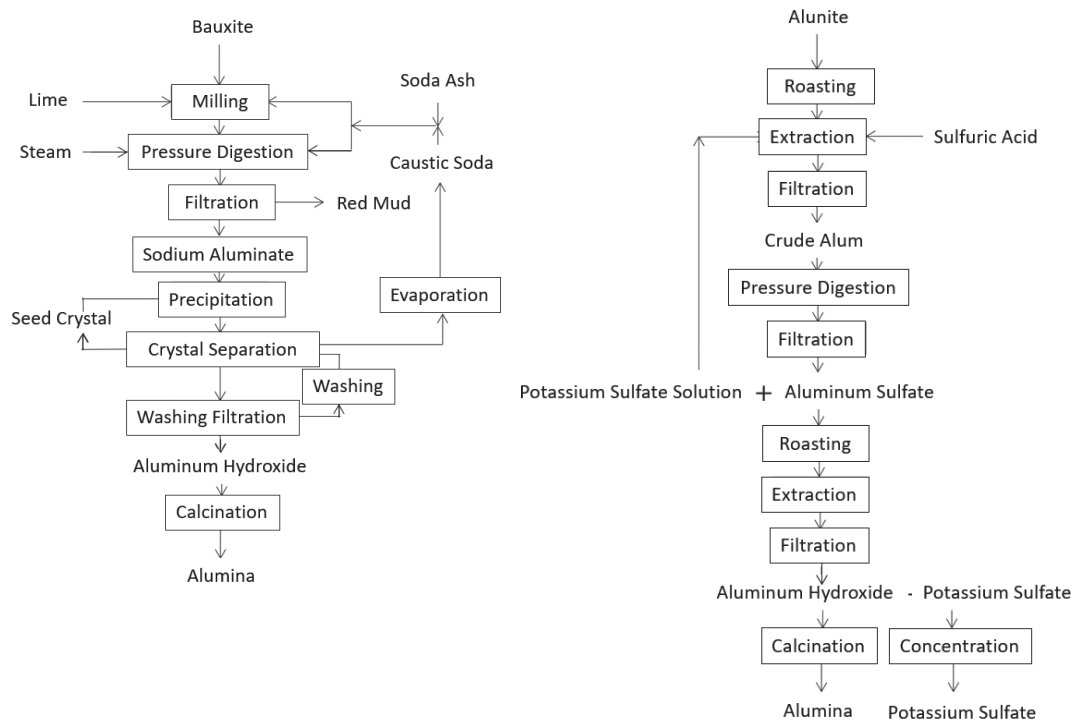 Bauxite
Lime
Milling
Soda Ash
Steam
Pressure Digestion
Caustic Soda
Filtration
Red Mud
Sodium Aluminate
Precipitation
Evaporation
Seed Crystal
Crystal Separation
Washing
Washing Filtration
Aluminum Hydroxide
Calcination
Alumina
Alunite
Roasting
Extraction
Sulfuric Acid
Filtration
Crude Alum
Pressure Digestion
Filtration
Potassium Sulfate Solution + Aluminum Sulfate
Roasting
Extraction
Filtration
Aluminum Hydroxide - Potassium Sulfate
Calcination
Concentration
Alumina
Potassium Sulfate